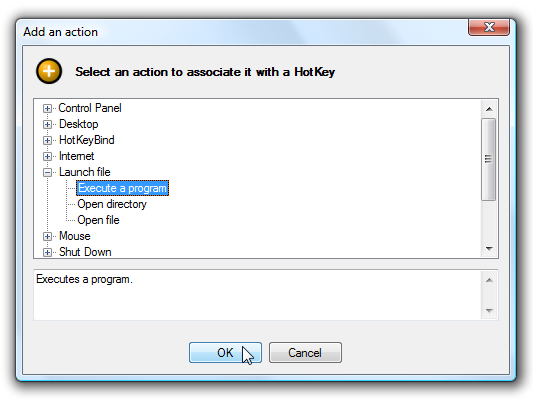 Add an action
Select an action to associate it with a HotKey
Control Panel
Desktop
HotKeyBind
Internet
Launch file
Execute a program
Open directory
Open file
Mouse
Shut Down
Executes a program.
OK
Cancel